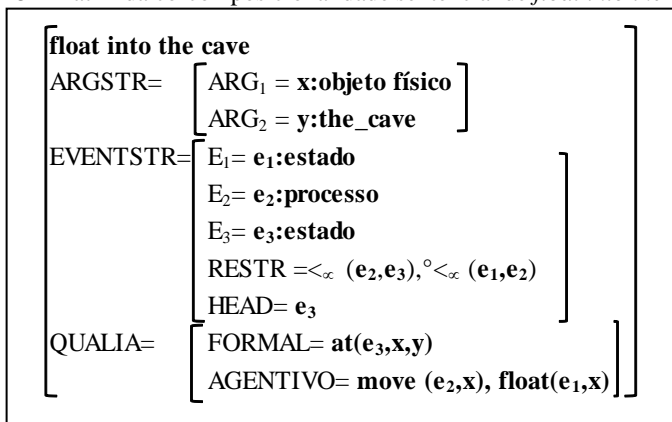 float into the cave
ARGSTR= ARG₁ = x:objeto físico
ARG₂ = y:the_cave
EVENTSTR= E₁= e₁:estado
E₂= e₂:processo
E₃= e₃:estado
RESTR =<∝ (e₂,e₃),°<∝ (e₁,e₂)
HEAD= e₃
QUALIA= FORMAL= at(e₃,x,y)
AGENTIVO= move (e₂,x), float(e₁,x)